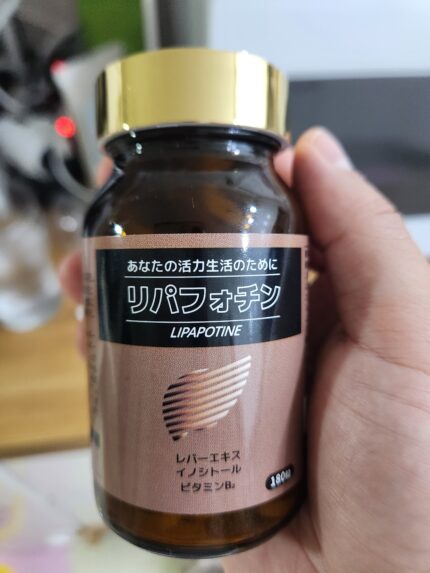 あなたの活力生活のために
リパフォチン
LIPAPOTINE
レバーエキス
イノシトール
ビタミンB₂
180粒